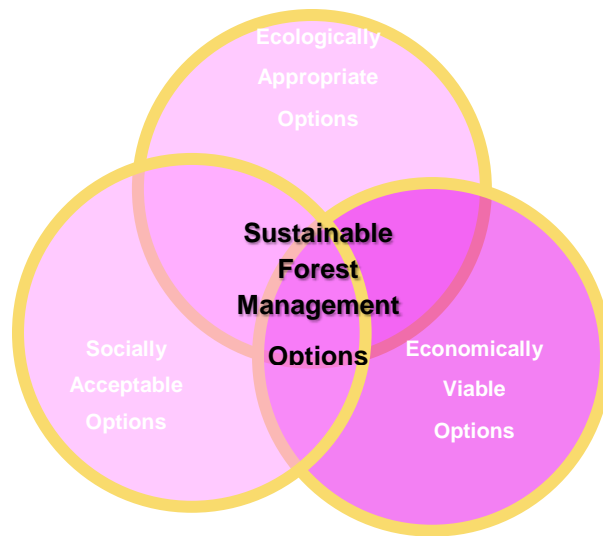 Ecologically
Appropriate
Options
Sustainable
Forest
Management
Options
Socially
Acceptable
Options
Economically
Viable
Options